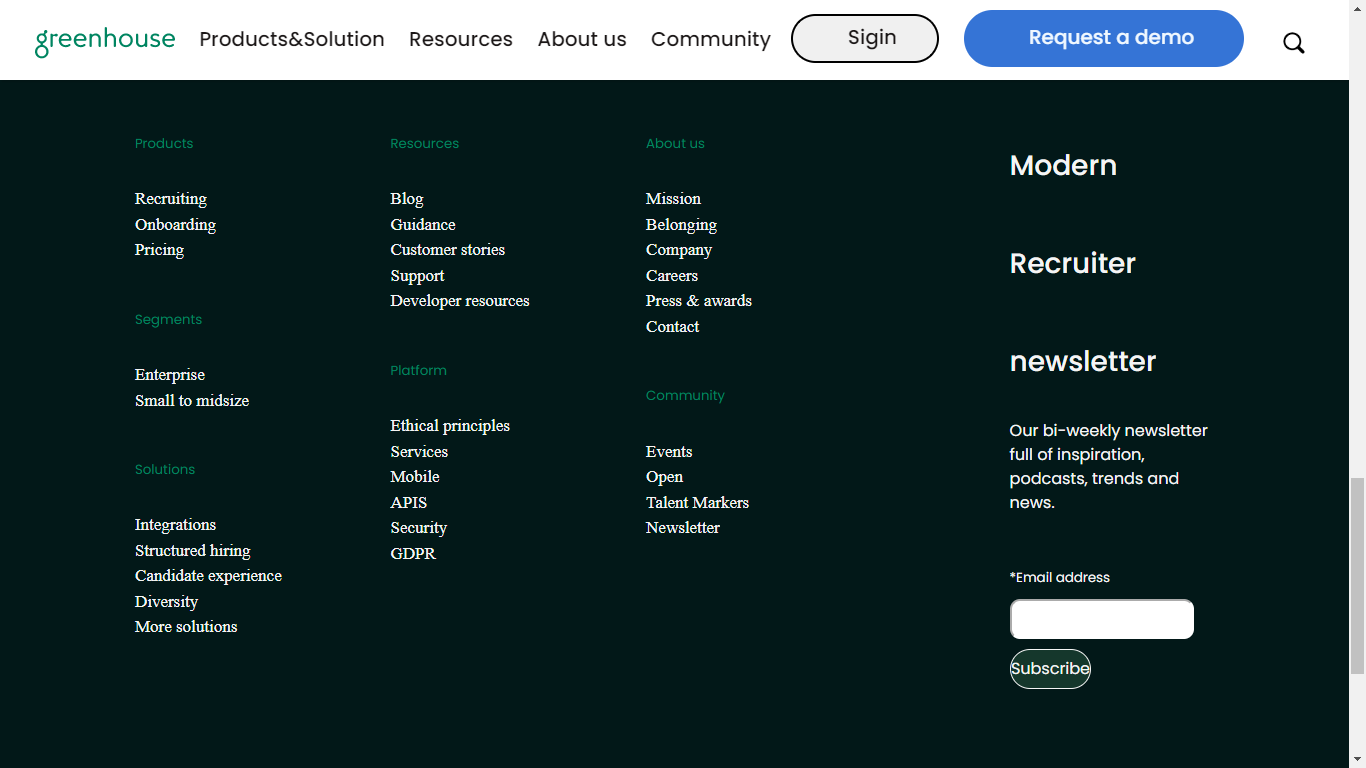 greenhouse
Products&Solution
Resources
About us
Community
Sigin
Request a demo
Products
Recruiting
Onboarding
Pricing
Segments
Enterprise
Small to midsize
Solutions
Integrations
Structured hiring
Candidate experience
Diversity
More solutions
Resources
Blog
Guidance
Customer stories
Support
Developer resources
Platform
Ethical principles
Services
Mobile
APIS
Security
GDPR
About us
Mission
Belonging
Company
Careers
Press & awards
Contact
Community
Events
Open
Talent Markers
Newsletter
Modern
Recruiter
newsletter
Our bi-weekly newsletter
full of inspiration,
podcasts, trends and
news.
*Email address
Subscribe